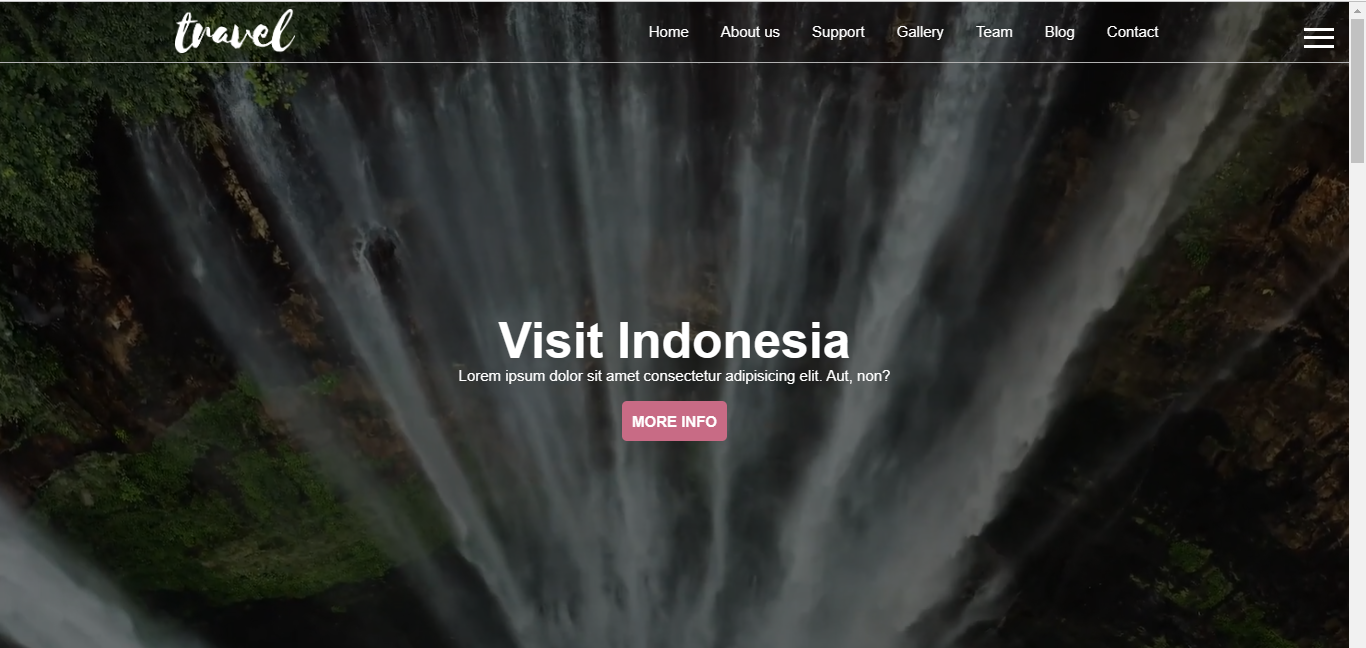 travel
Home About us Support Gallery Team Blog Contact
Visit Indonesia
Lorem ipsum dolor sit amet consectetur adipisicing elit. Aut, non?
MORE INFO